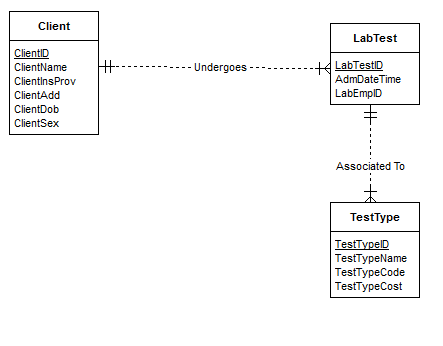 Client
ClientID
ClientName
ClientInsProv
ClientAdd
ClientDob
ClientSex
Undergoes
LabTest
LabTestID
AdmDateTime
LabEmpID
Associated To
TestType
TestTypeID
TestTypeName
TestTypeCode
TestTypeCost